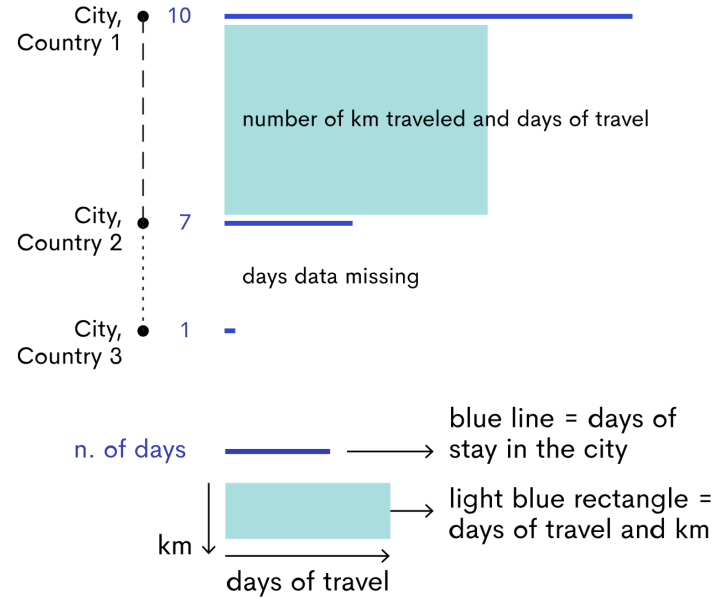 City,
Country 1
10
number of km traveled and days of travel
City,
Country 2
7
days data missing
City,
Country 3
1
n. of days
blue line = days of
stay in the city
light blue rectangle =
days of travel and km
km
days of travel